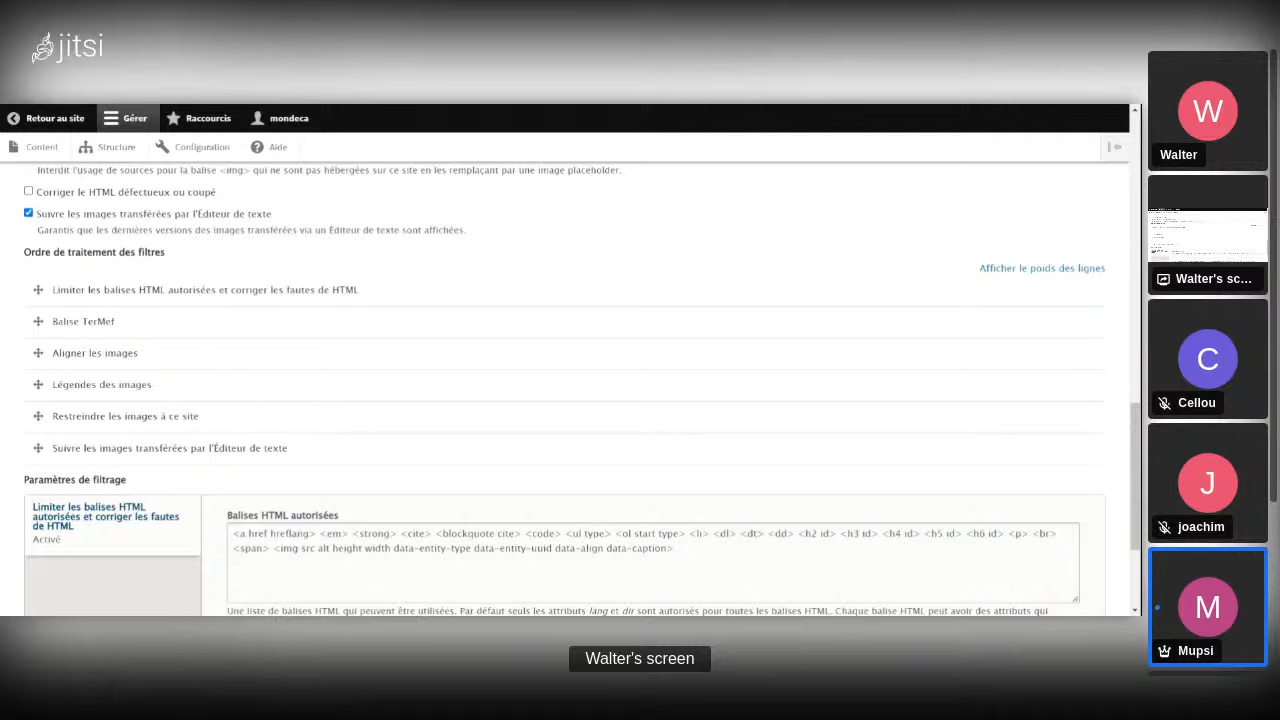 jitsi
Retour au site
Gérer
Raccourcis
mondeca
Content
Structure
Configuration
Aide
Interdit l'usage de sources pour la balise <img> qui ne sont pas hébergées sur ce site en les remplaçant par une image placeholder.
Corriger le HTML défectueux ou coupé
Suivre les images transférées par l'Éditeur de texte
Garantis que les dernières versions des images transférées via un Éditeur de texte sont affichées.
Ordre de traitement des filtres
Afficher le poids des lignes
Limiter les balises HTML autorisées et corriger les fautes de HTML
Balise TerMef
Aligner les images
Légendes des images
Restreindre les images à ce site
Suivre les images transférées par l'Éditeur de texte
Paramètres de filtrage
Limiter les balises HTML
autorisées et corriger les fautes
de HTML
Activé
Balises HTML autorisées
<a href hreflang> <em> <strong> <cite> <blockquote cite> <code> <ul type> <ol start type> <li> <dl> <dt> <dd> <h2 id> <h3 id> <h4 id> <h5 id> <h6 id> <p> <br>
<span> <img src alt height width data-entity-type data-entity-uuid data-align data-caption>
Une liste de balises HTML qui peuvent être utilisées. Par défaut seuls les attributs lang et dir sont autorisés pour toutes les balises HTML. Chaque balise HTML peut avoir des attributs qui
Walter's screen
W
Walter
Walter's sc...
C
Cellou
J
joachim
M
Mupsi